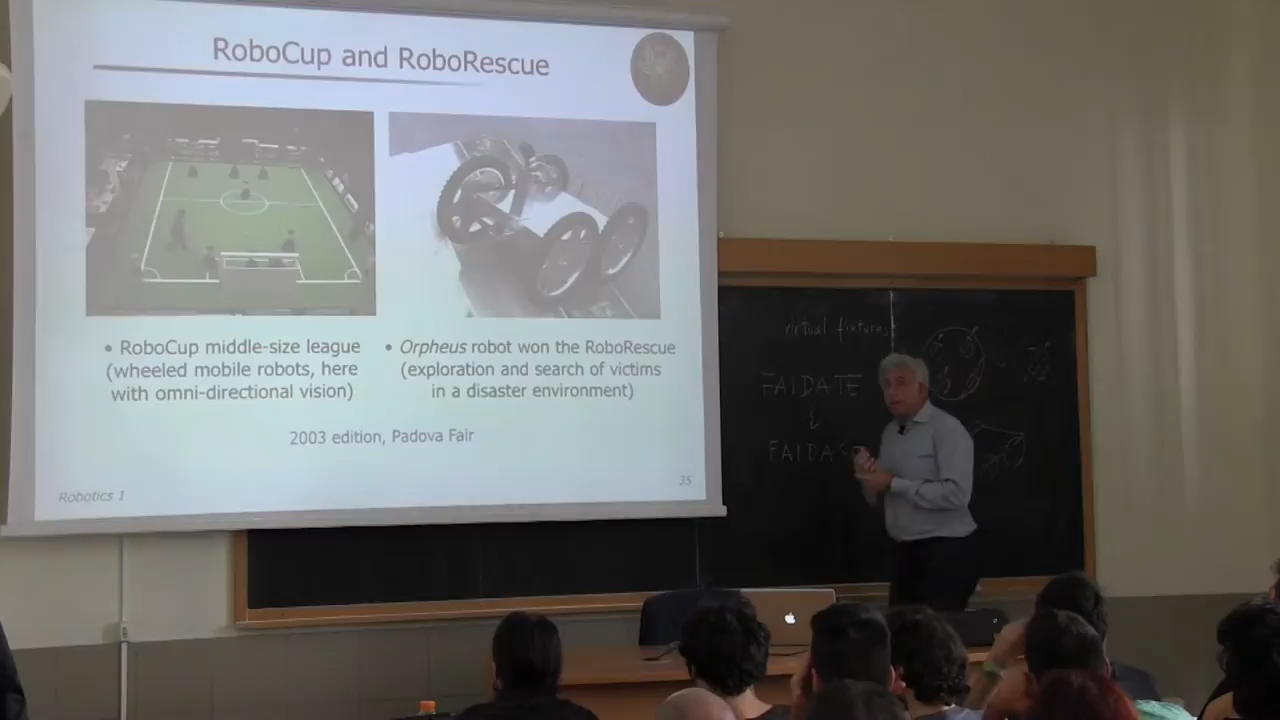 RoboCup and RoboRescue
• RoboCup middle-size league
(wheeled mobile robots, here
with omni-directional vision)
• Orpheus robot won the RoboRescue
(exploration and search of victims
in a disaster environment)
2003 edition, Padova Fair
Robotics 1
35
virtual fixtures
FAIDATE
&